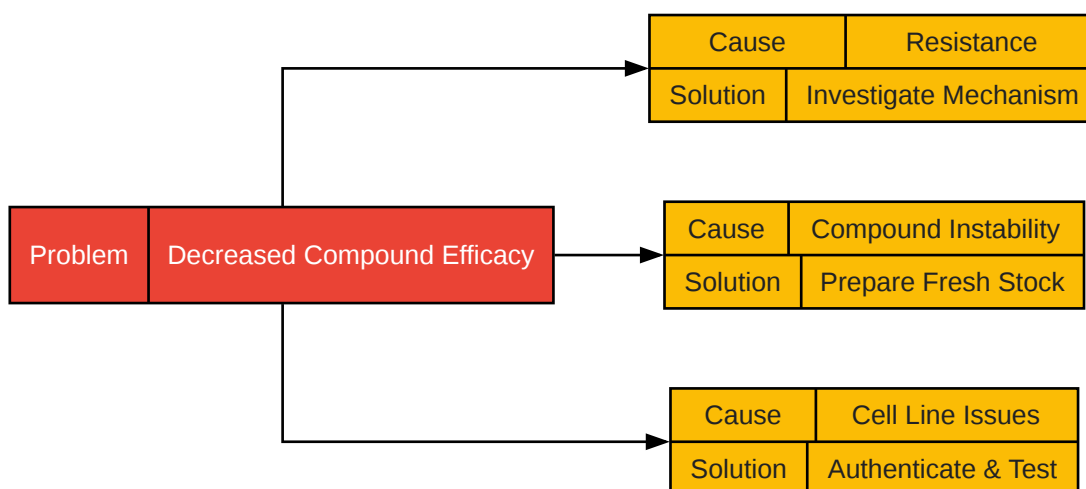 Problem
Decreased Compound Efficacy
Cause
Resistance
Solution
Investigate Mechanism
Cause
Compound Instability
Solution
Prepare Fresh Stock
Cause
Cell Line Issues
Solution
Authenticate & Test